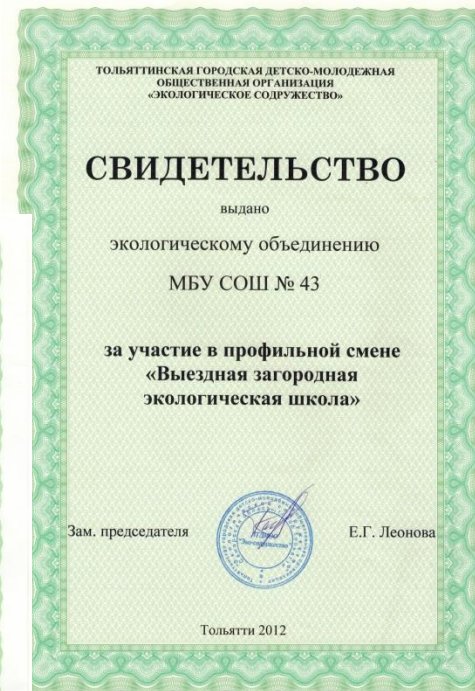 ТОЛЬЯТТИНСКАЯ ГОРОДСКАЯ ДЕТСКО-МОЛОДЕЖНАЯ
ОБЩЕСТВЕННАЯ ОРГАНИЗАЦИЯ
«ЭКОЛОГИЧЕСКОЕ СОДРУЖЕСТВО»
СВИДЕТЕЛЬСТВО
выдано
экологическому объединению
МБУ СОШ № 43
за участие в профильной смене
«Выездная загородная
экологическая школа»
Зам. председателя
Е.Г. Леонова
Тольятти 2012